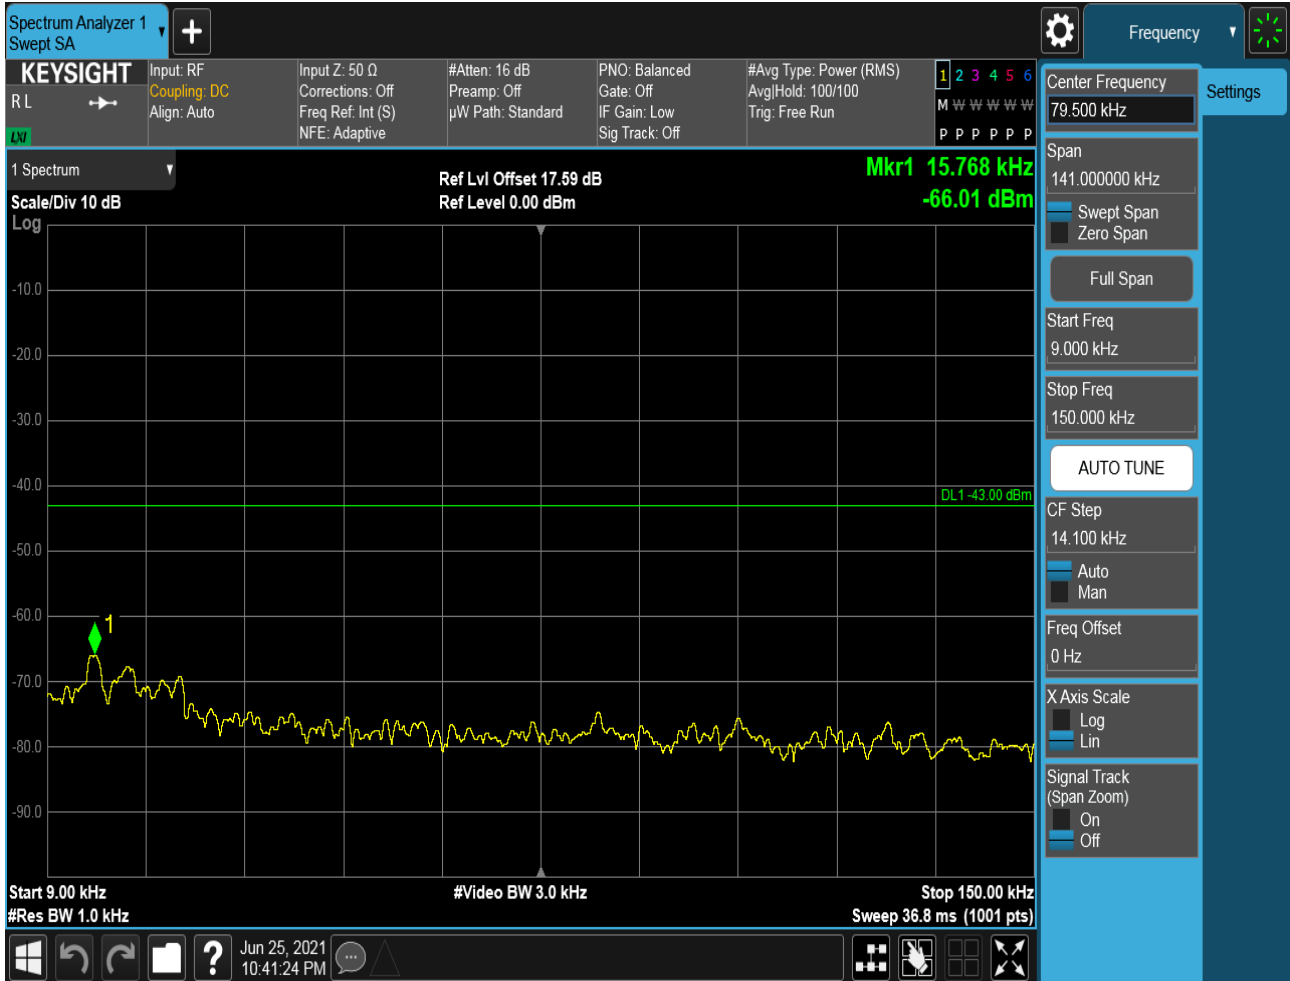 Spectrum Analyzer 1
Swept SA
Frequency
KEYSIGHT
R L
LXI
Input: RF
Coupling: DC
Align: Auto
Input Z: 50 Ω
Corrections: Off
Freq Ref: Int (S)
NFE: Adaptive
#Atten: 16 dB
Preamp: Off
µW Path: Standard
PNO: Balanced
Gate: Off
IF Gain: Low
Sig Track: Off
#Avg Type: Power (RMS)
Avg|Hold: 100/100
Trig: Free Run
1 2 3 4 5 6
M W W W W W
P P P P P P
1 Spectrum
Scale/Div 10 dB
Log
Ref Lvl Offset 17.59 dB
Ref Level 0.00 dBm
Mkr1 15.768 kHz
-66.01 dBm
-10.0
-20.0
-30.0
-40.0
DL1 -43.00 dBm
-50.0
-60.0
1
-70.0
-80.0
-90.0
Start 9.00 kHz
#Video BW 3.0 kHz
Stop 150.00 kHz
#Res BW 1.0 kHz
Sweep 36.8 ms (1001 pts)
?
Jun 25, 2021
10:41:24 PM
Center Frequency
79.500 kHz
Settings
Span
141.000000 kHz
Swept Span
Zero Span
Full Span
Start Freq
9.000 kHz
Stop Freq
150.000 kHz
AUTO TUNE
CF Step
14.100 kHz
Auto
Man
Freq Offset
0 Hz
X Axis Scale
Log
Lin
Signal Track
(Span Zoom)
On
Off